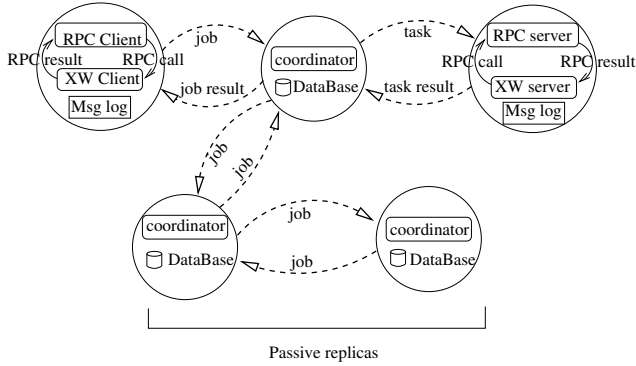 RPC Client
RPC result
RPC call
XW Client
Msg log
job
job result
coordinator
DataBase
task
task result
RPC server
RPC call
RPC result
XW server
Msg log
job
job
coordinator
DataBase
job
job
coordinator
DataBase
Passive replicas